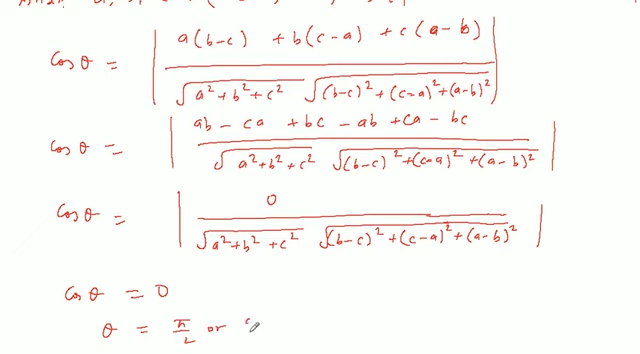 cos θ = | a(b-c) + b(c-a) + c(a-b) / √a²+b²+c² √(b-c)²+(c-a)²+(a-b)² |
cos θ = | ab - ca + bc - ab + ca - bc / √a²+b²+c² √(b-c)²+(c-a)²+(a-b)² |
cos θ = | 0 / √a²+b²+c² √(b-c)²+(c-a)²+(a-b)² |
cos θ = 0
θ = π/2 or